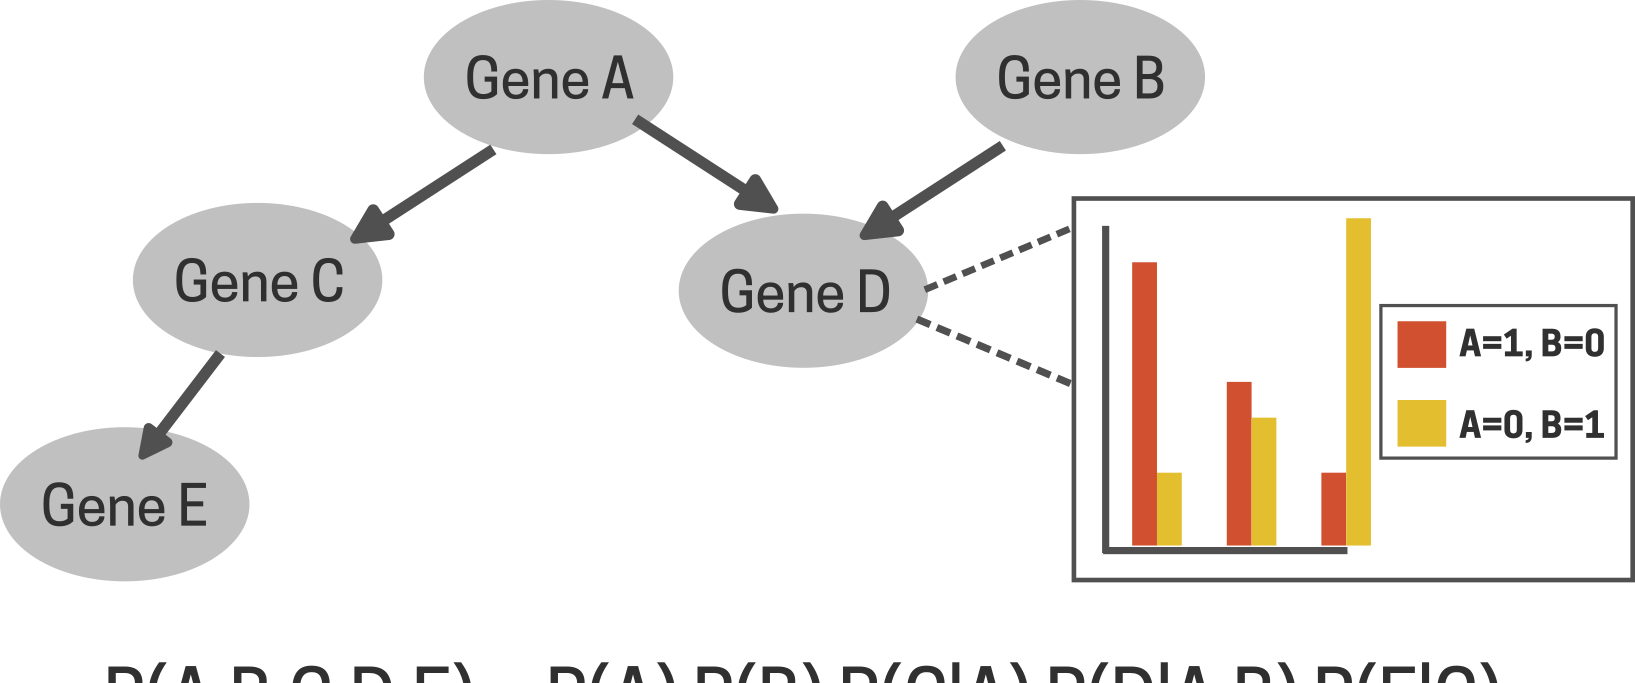 Gene A
Gene B
Gene C
Gene D
Gene E
A=1, B=0
A=0, B=1
P(A,B,C,D,E) = P(A) P(B) P(C|A) P(D|A,B) P(E|C)